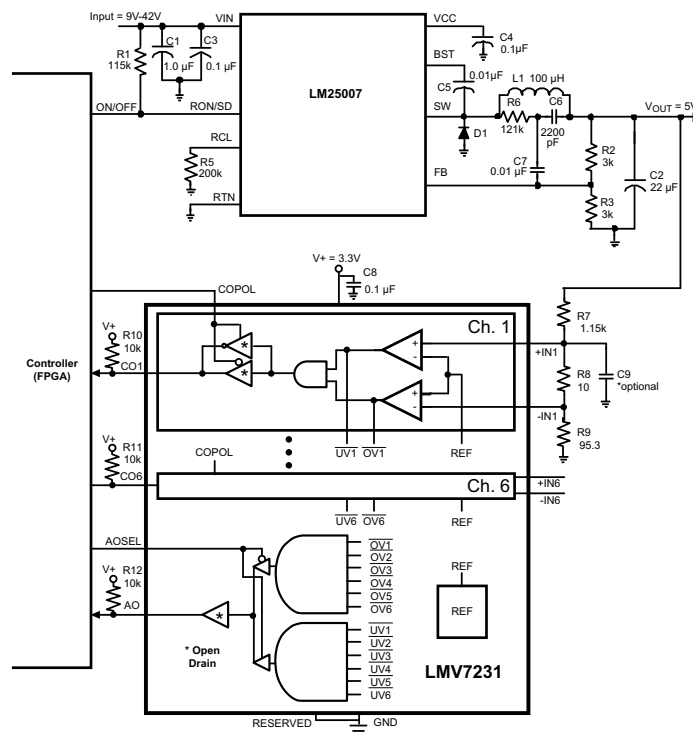 Input = 9V-42V
VIN
VCC
C4
0.1µF
R1
115k
C1
1.0 µF
C3
0.1 µF
BST
0.01µF
C5
L1 100 µH
LM25007
ON/OFF
RON/SD
SW
R6
121k
C6
2200
pF
VOUT = 5V
D1
RCL
R5
200k
C7
0.01 µF
R2
3k
C2
22 µF
RTN
FB
R3
3k
V+ = 3.3V
C8
0.1 µF
COPOL
Ch. 1
R7
1.15k
V+
R10
10k
Controller
(FPGA)
CO1
*
*
+
-
+
-
+IN1
R8
10
C9
*optional
-IN1
R9
95.3
UV1
OV1
REF
V+
R11
10k
COPOL
CO6
Ch. 6
+IN6
-IN6
UV6
OV6
REF
AOSEL
OV1
OV2
OV3
OV4
OV5
OV6
REF
REF
V+
R12
10k
AO
*
* Open
Drain
UV1
UV2
UV3
UV4
UV5
UV6
LMV7231
RESERVED
GND